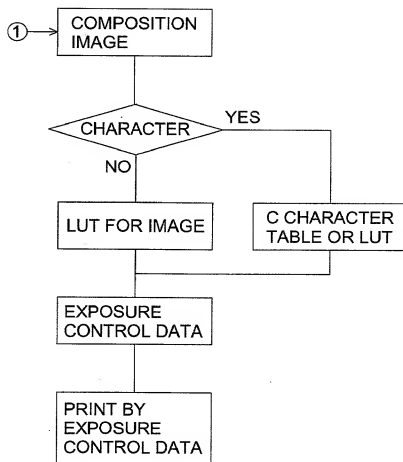 1
COMPOSITION
IMAGE
CHARACTER
YES
NO
LUT FOR IMAGE
C CHARACTER
TABLE OR LUT
EXPOSURE
CONTROL DATA
PRINT BY
EXPOSURE
CONTROL DATA